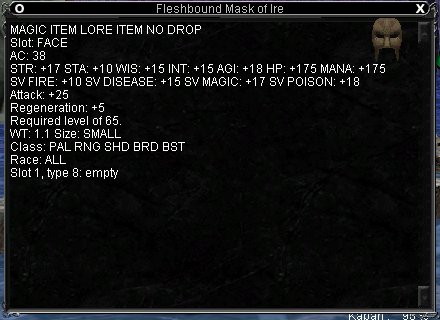 O Fleshbound Mask of Ire X
MAGIC ITEM LORE ITEM NO DROP
Slot: FACE
AC: 38
STR: +17 STA: +10 WIS: +15 INT: +15 AGI: +18 HP: +175 MANA: +175
SV FIRE: +10 SV DISEASE: +15 SV MAGIC: +17 SV POISON: +18
Attack: +25
Regeneration: +5
Required level of 65.
WT: 1.1 Size: SMALL
Class: PAL RNG SHD BRD BST
Race: ALL
Slot 1, type 8: empty